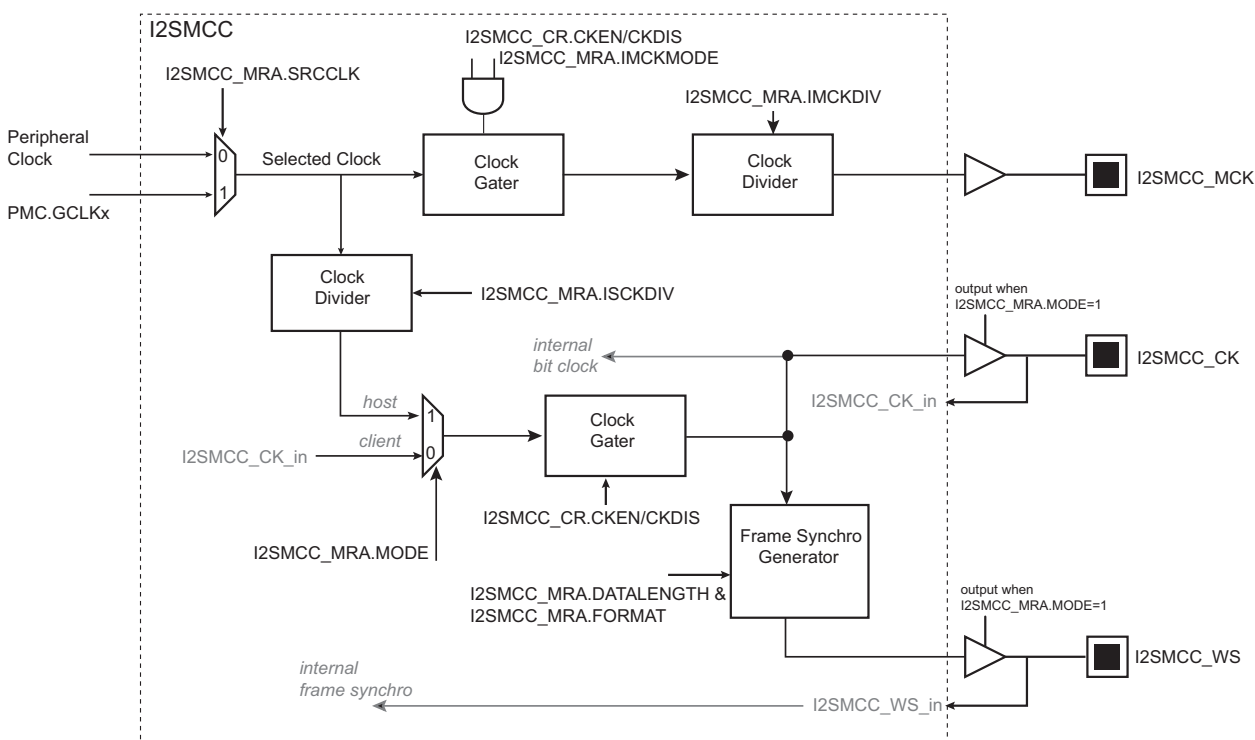 I2SMCC
I2SMCC_CR.CKEN/CKDIS
I2SMCC_MRA.IMCKMODE
I2SMCC_MRA.SRCCLK
I2SMCC_MRA.IMCKDIV
Peripheral
Clock
0
Selected Clock
Clock
Gater
Clock
Divider
I2SMCC_MCK
1
PMC.GCLKx
Clock
Divider
I2SMCC_MRA.ISCKDIV
output when
I2SMCC_MRA.MODE=1
internal
bit clock
I2SMCC_CK
host
1
I2SMCC_CK_in
Clock
Gater
client
0
I2SMCC_CK_in
I2SMCC_CR.CKEN/CKDIS
I2SMCC_MRA.MODE
Frame Synchro
Generator
I2SMCC_MRA.DATALENGTH &
I2SMCC_MRA.FORMAT
output when
I2SMCC_MRA.MODE=1
I2SMCC_WS
internal
frame synchro
I2SMCC_WS_in